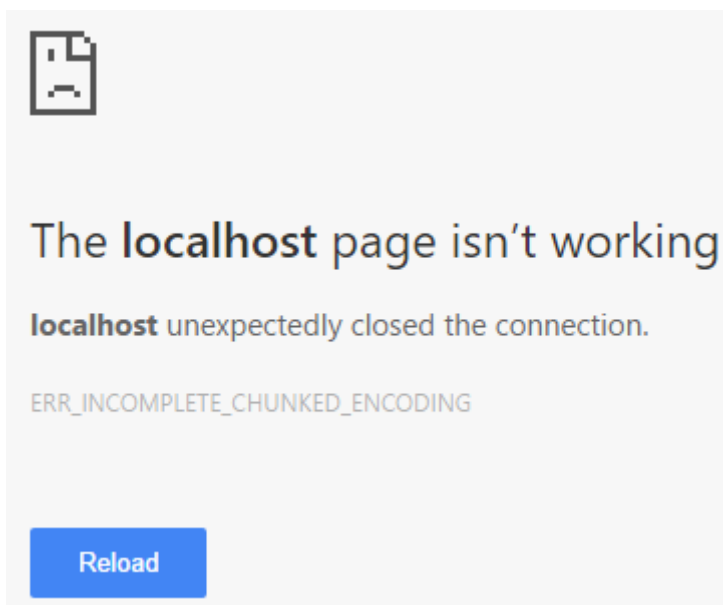 The localhost page isn't working
localhost unexpectedly closed the connection.
ERR_INCOMPLETE_CHUNKED_ENCODING
Reload